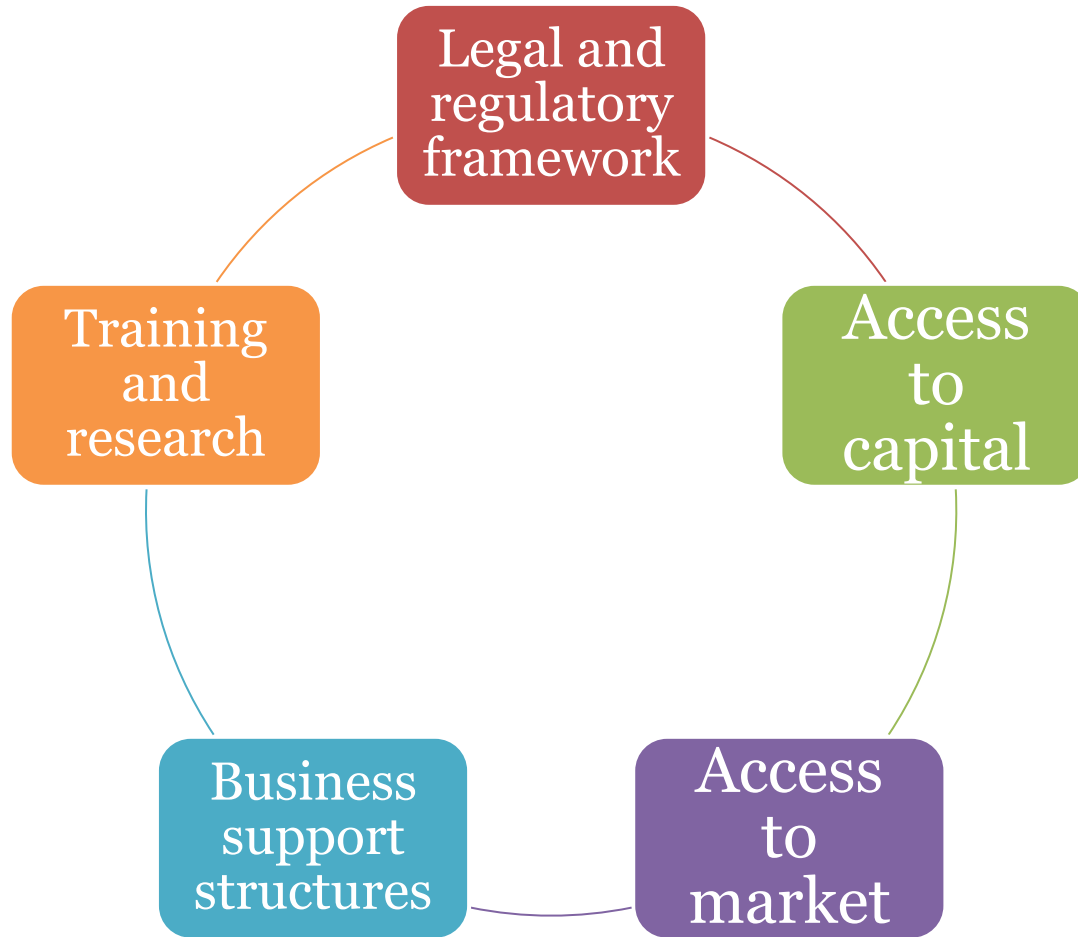 Legal and
regulatory
framework
Access
to
capital
Access
to
market
Business
support
structures
Training
and
research